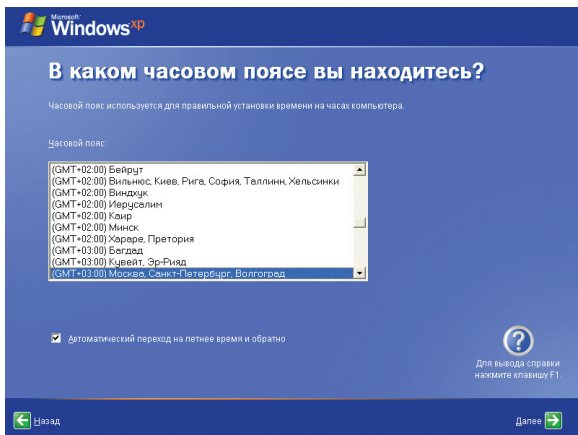 Microsoft®
Windows xp
В каком часовом поясе вы находитесь?
Часовой пояс используется для правильной установки времени на часах компьютера.
Часовой пояс:
(GMT+02:00) Бейрут
(GMT+02:00) Вильнюс, Киев, Рига, София, Таллинн, Хельсинки
(GMT+02:00) Виндхук
(GMT+02:00) Иерусалим
(GMT+02:00) Каир
(GMT+02:00) Минск
(GMT+02:00) Хараре, Претория
(GMT+03:00) Багдад
(GMT+03:00) Кувейт, Эр-Рияд
(GMT+03:00) Москва, Санкт-Петербург, Волгоград
Автоматический переход на летнее время и обратно
Для вывода справки
нажмите клавишу F1.
Назад
Далее